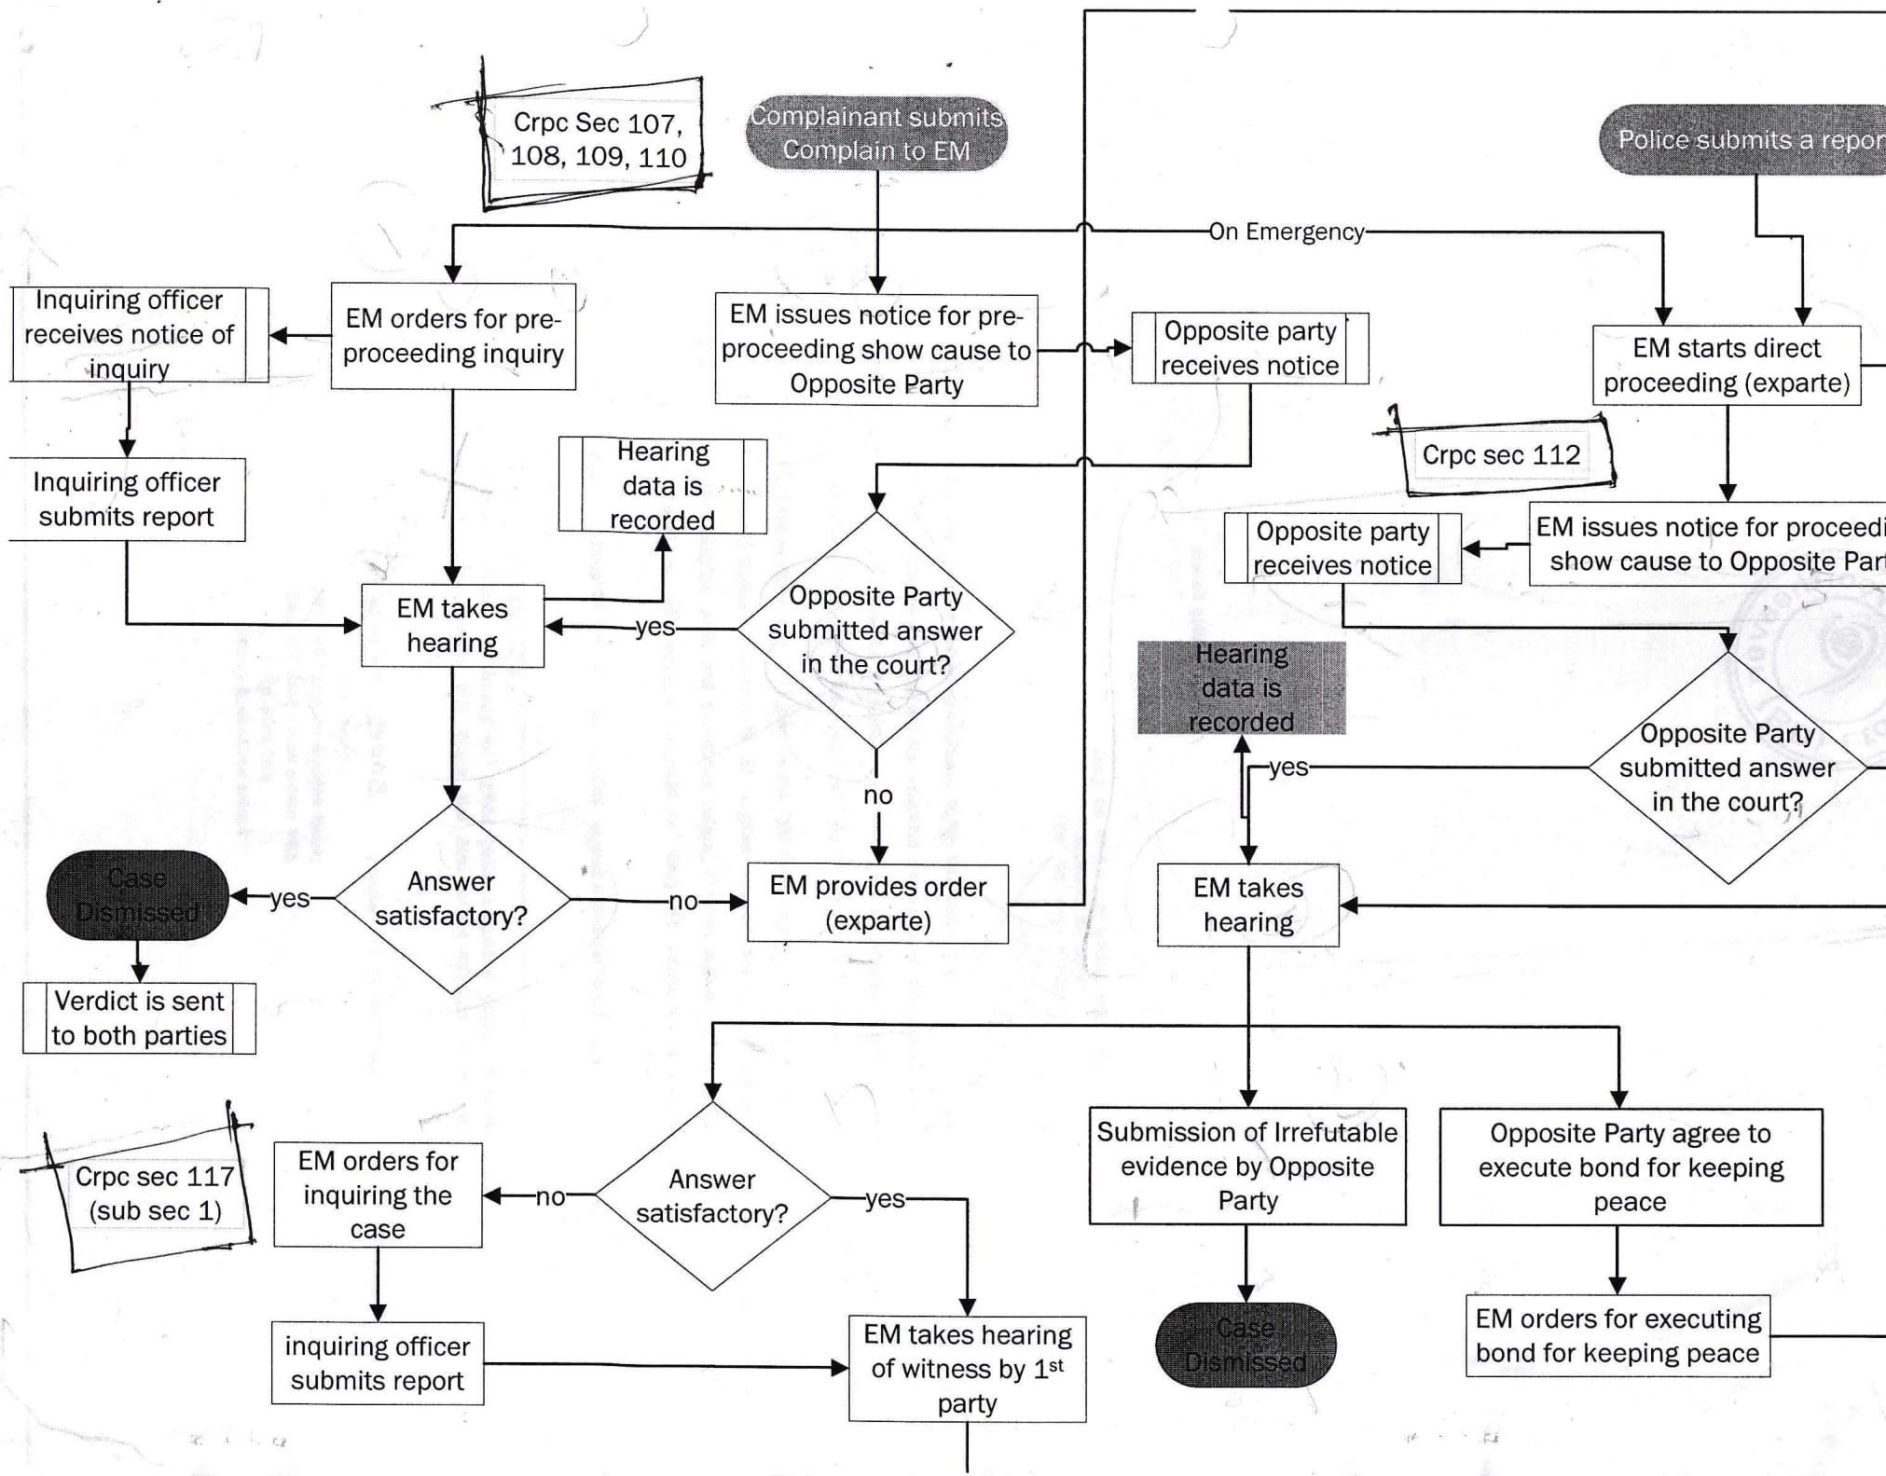 Crpc Sec 107,
108, 109, 110
Complainant submits
Complain to EM
Police submits a repor
On Emergency
Inquiring officer
receives notice of
inquiry
EM orders for pre-
proceeding inquiry
EM issues notice for pre-
proceeding show cause to
Opposite Party
Opposite party
receives notice
EM starts direct
proceeding (exparte)
Crpc sec 112
Inquiring officer
submits report
Hearing
data is
recorded
Opposite party
receives notice
EM issues notice for proceedi
show cause to Opposite Part
EM takes
hearing
yes
Opposite Party
submitted answer
in the court?
no
Hearing
data is
recorded
yes
Opposite Party
submitted answer
in the court?
Case
Dismissed
yes
Answer
satisfactory?
no
EM provides order
(exparte)
EM takes
hearing
Verdict is sent
to both parties
Crpc sec 117
(sub sec 1)
EM orders for
inquiring the
case
no
Answer
satisfactory?
yes
Submission of Irrefutable
evidence by Opposite
Party
Opposite Party agree to
execute bond for keeping
peace
inquiring officer
submits report
EM takes hearing
of witness by 1st
party
Case
Dismissed
EM orders for executing
bond for keeping peace